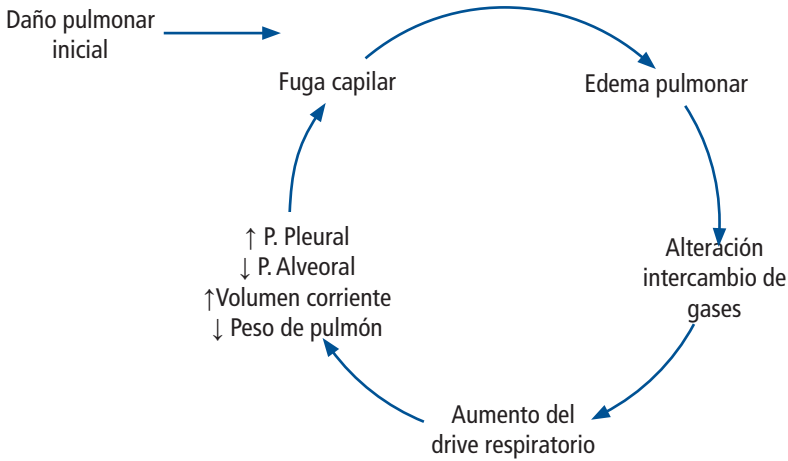 Daño pulmonar
inicial
Fuga capilar
Edema pulmonar
Alteración
intercambio de
gases
Aumento del
drive respiratorio
↑ P. Pleural
↓ P. Alveoral
↑Volumen corriente
↓ Peso de pulmón